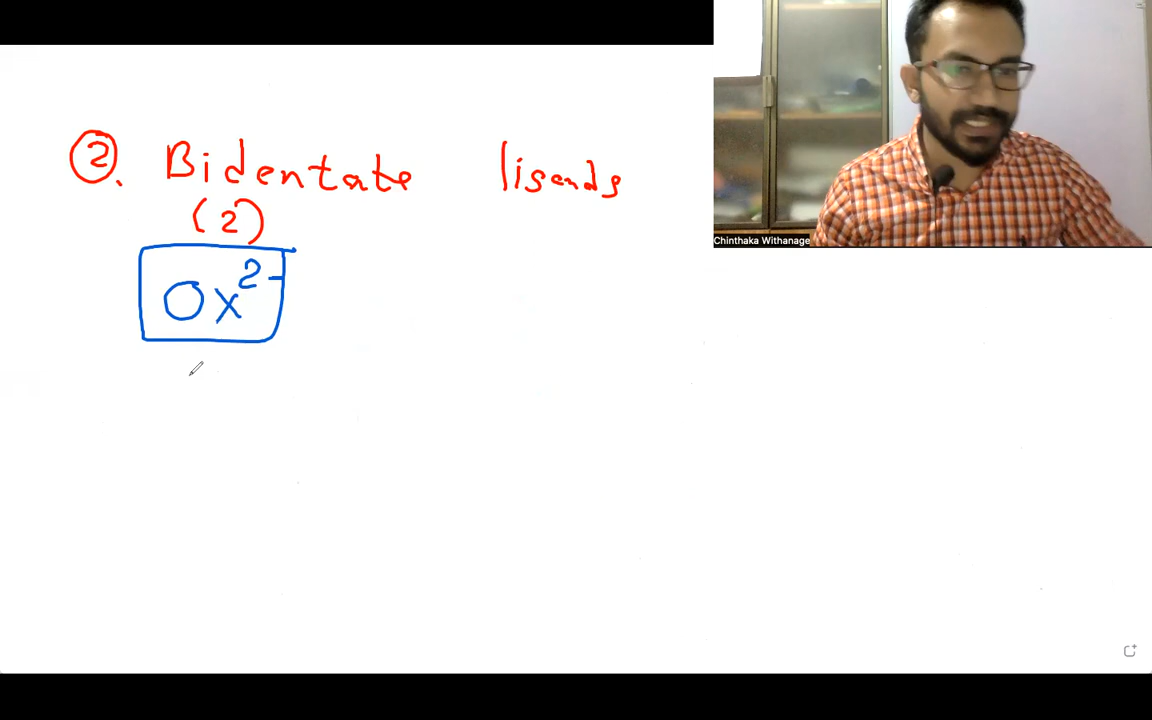 2. Bidentate ligands
(2)
Ox²⁻
Chinthaka Withanage